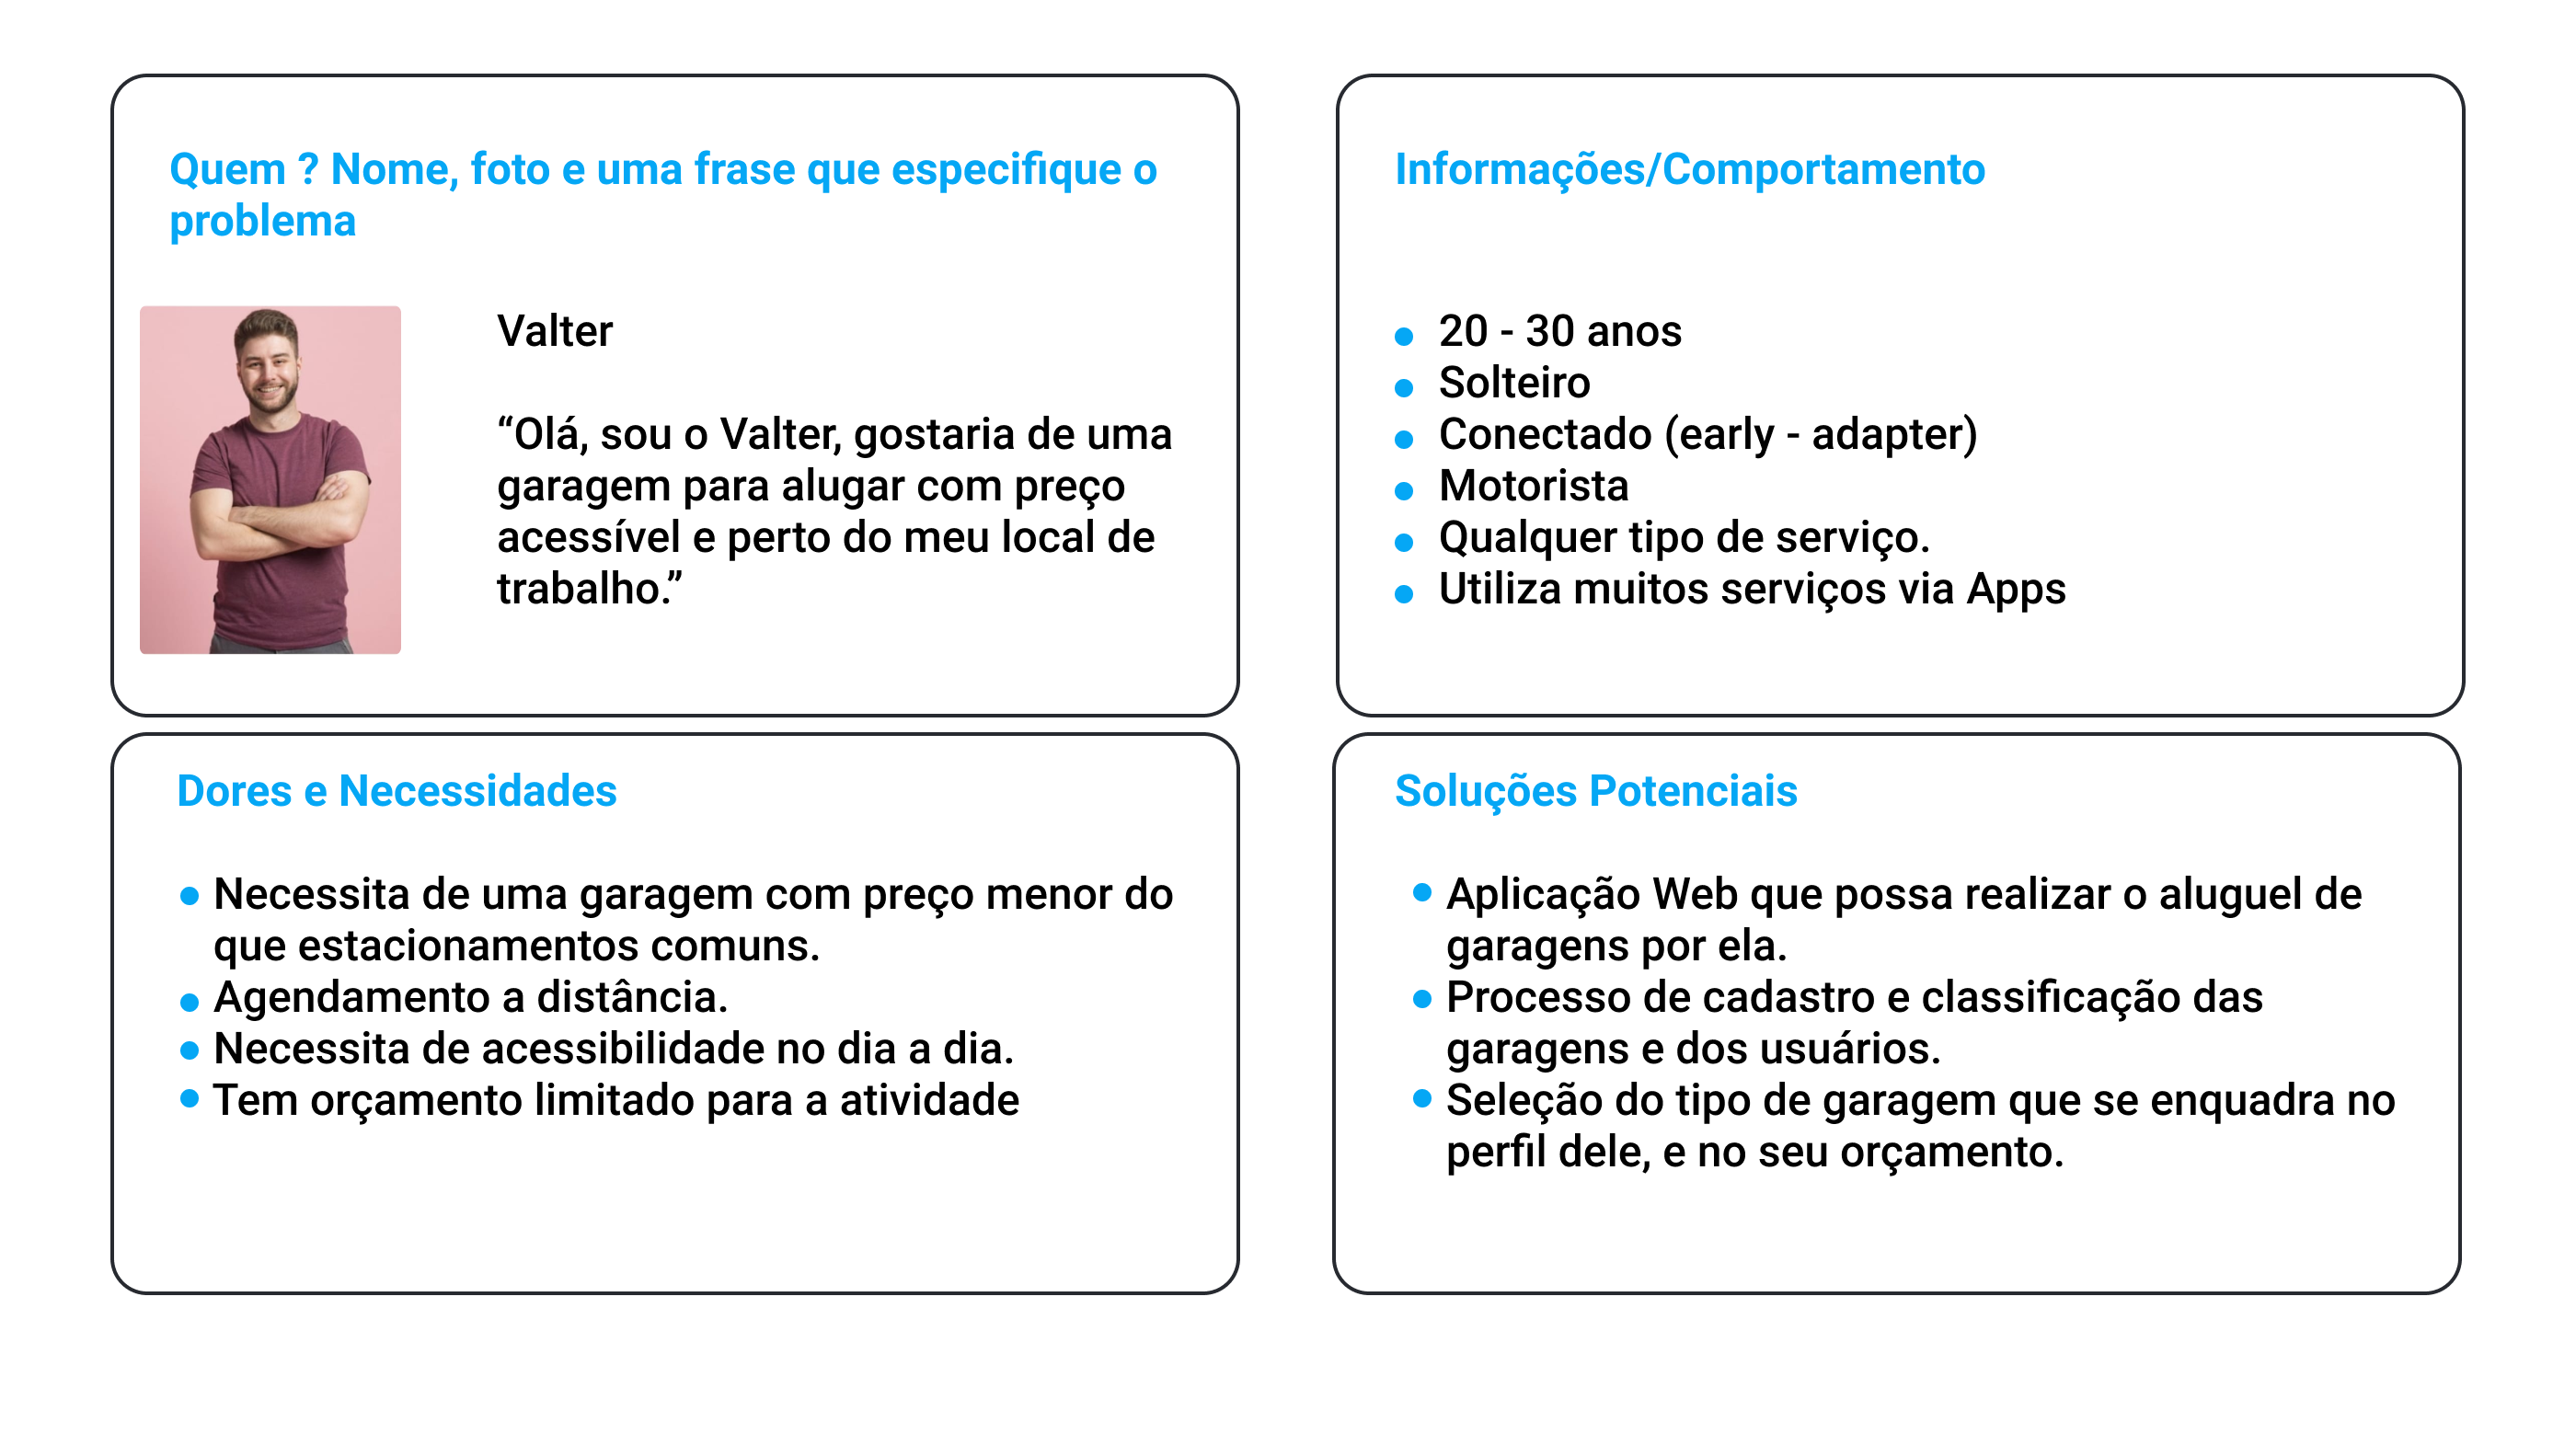 Quem ? Nome, foto e uma frase que especifique o
problema
Valter
“Olá, sou o Valter, gostaria de uma
garagem para alugar com preço
acessível e perto do meu local de
trabalho.”
Informações/Comportamento
20 - 30 anos
Solteiro
Conectado (early - adapter)
Motorista
Qualquer tipo de serviço.
Utiliza muitos serviços via Apps
Dores e Necessidades
Necessita de uma garagem com preço menor do
que estacionamentos comuns.
Agendamento a distância.
Necessita de acessibilidade no dia a dia.
Tem orçamento limitado para a atividade
Soluções Potenciais
Aplicação Web que possa realizar o aluguel de
garagens por ela.
Processo de cadastro e classificação das
garagens e dos usuários.
Seleção do tipo de garagem que se enquadra no
perfil dele, e no seu orçamento.